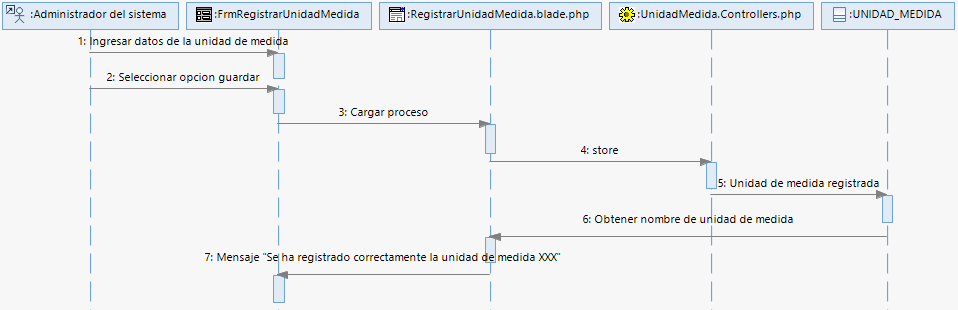 :Administrador del sistema
:FrmRegistrarUnidadMedida
:RegistrarUnidadMedida.blade.php
:UnidadMedida.Controllers.php
:UNIDAD_MEDIDA
1: Ingresar datos de la unidad de medida
2: Seleccionar opcion guardar
3: Cargar proceso
4: store
5: Unidad de medida registrada
6: Obtener nombre de unidad de medida
7: Mensaje "Se ha registrado correctamente la unidad de medida XXX"